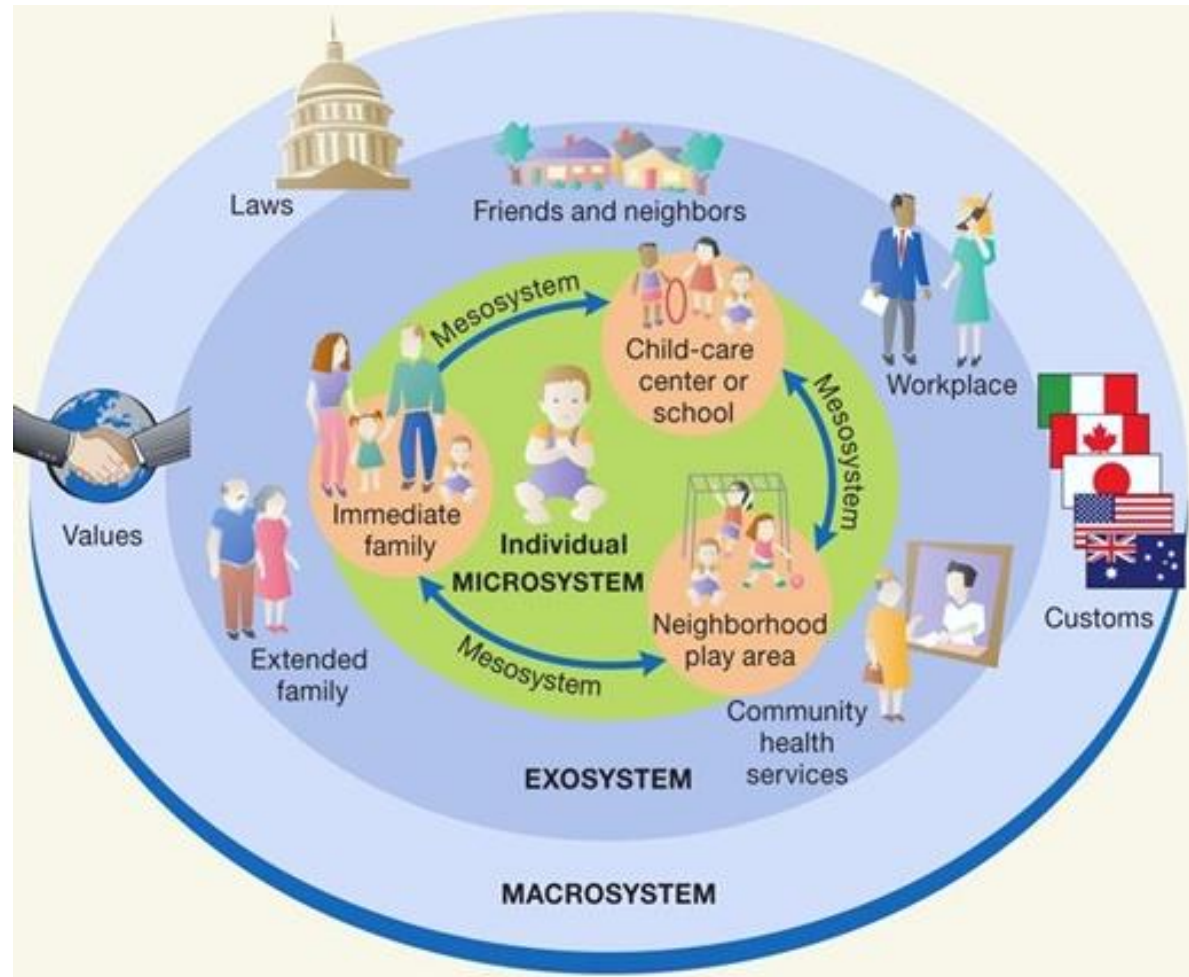 Laws
Friends and neighbors
Mesosystem
Child-care
center or
school
Workplace
Mesosystem
Values
Immediate
family
Individual
MICROSYSTEM
Customs
Neighborhood
play area
Mesosystem
Extended
family
Community
health
services
EXOSYSTEM
MACROSYSTEM